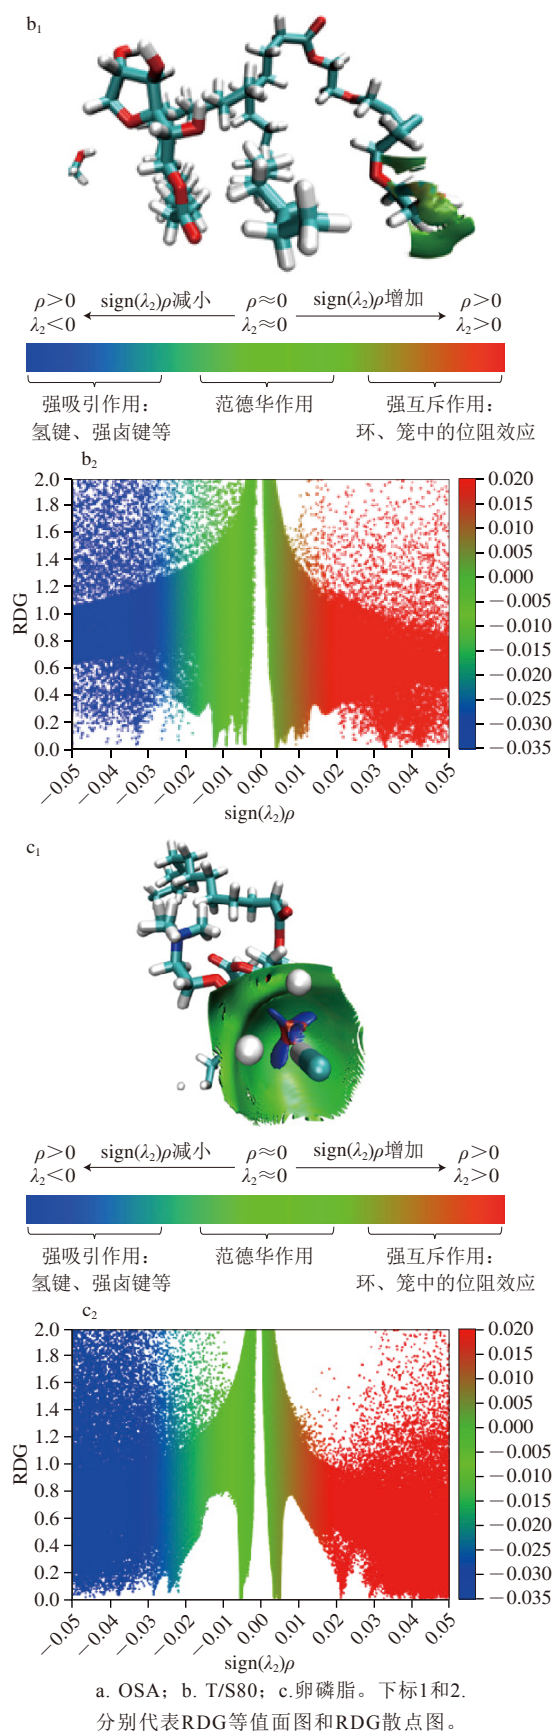 b₁
ρ>0 sign(λ₂)ρ减小 ρ≈0 sign(λ₂)ρ增加 ρ>0
λ₂<0 λ₂≈0 λ₂>0
强吸引作用： 范德华作用 强互斥作用：
氢键、强卤键等 环、笼中的位阻效应
b₂
2.0 0.020
1.8 0.010
1.6 0.005
1.4 0.000
1.2 −0.005
1.0 −0.010
0.8 −0.015
0.6 −0.020
0.4 −0.025
0.2 −0.030
0.0 −0.035
RDG
−0.05 −0.04 −0.03 −0.02 −0.01 0.00 0.01 0.02 0.03 0.04 0.05
sign(λ₂)ρ
c₁
ρ>0 sign(λ₂)ρ减小 ρ≈0 sign(λ₂)ρ增加 ρ>0
λ₂<0 λ₂≈0 λ₂>0
强吸引作用： 范德华作用 强互斥作用：
氢键、强卤键等 环、笼中的位阻效应
c₂
2.0 0.020
1.8 0.015
1.6 0.010
1.4 0.005
1.2 0.000
1.0 −0.005
0.8 −0.010
0.6 −0.015
0.4 −0.020
0.2 −0.025
0.0 −0.030
−0.035
RDG
−0.05 −0.04 −0.03 −0.02 −0.01 0.00 0.01 0.02 0.03 0.04 0.05
sign(λ₂)ρ
a. OSA；b. T/S80；c.卵磷脂。下标1和2.
分别代表RDG等值面图和RDG散点图。